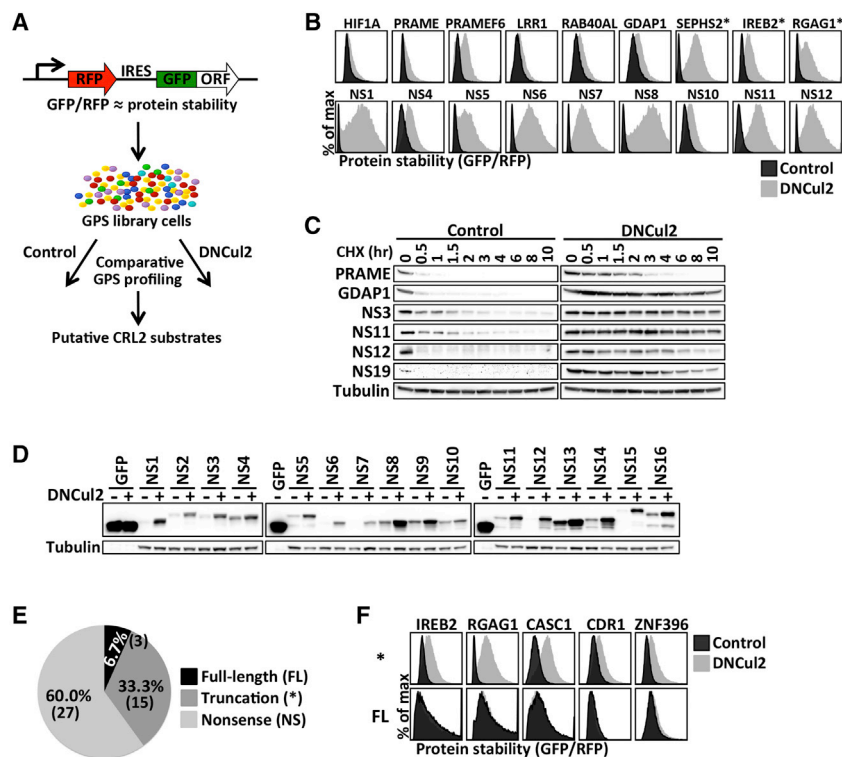 A
RFP IRES GFP ORF
GFP/RFP ≈ protein stability
GPS library cells
Control DNCul2
Comparative
GPS profiling
Putative CRL2 substrates
B
HIF1A PRAME PRAMEF6 LRR1 RAB40AL GDAP1 SEPHS2* IREB2* RGAG1*
NS1 NS4 NS5 NS6 NS7 NS8 NS10 NS11 NS12
% of max
Protein stability (GFP/RFP)
Control
DNCul2
C
Control DNCul2
CHX (hr) 0 0.5 1 1.5 2 3 4 6 8 10 0 0.5 1 1.5 2 3 4 6 8 10
PRAME
GDAP1
NS3
NS11
NS12
NS19
Tubulin
D
GFP NS1 NS2 NS3 NS4 GFP NS5 NS6 NS7 NS8 NS9 NS10 GFP NS11 NS12 NS13 NS14 NS15 NS16
DNCul2 - + - + - + - + - + - - + - + - + - + - + - + - - + - + - + - + - + - +
Tubulin
E
6.7%
(3)
33.3%
(15)
60.0%
(27)
Full-length (FL)
Truncation (*)
Nonsense (NS)
F
IREB2 RGAG1 CASC1 CDR1 ZNF396
*
FL
% of max
Protein stability (GFP/RFP)
Control
DNCul2